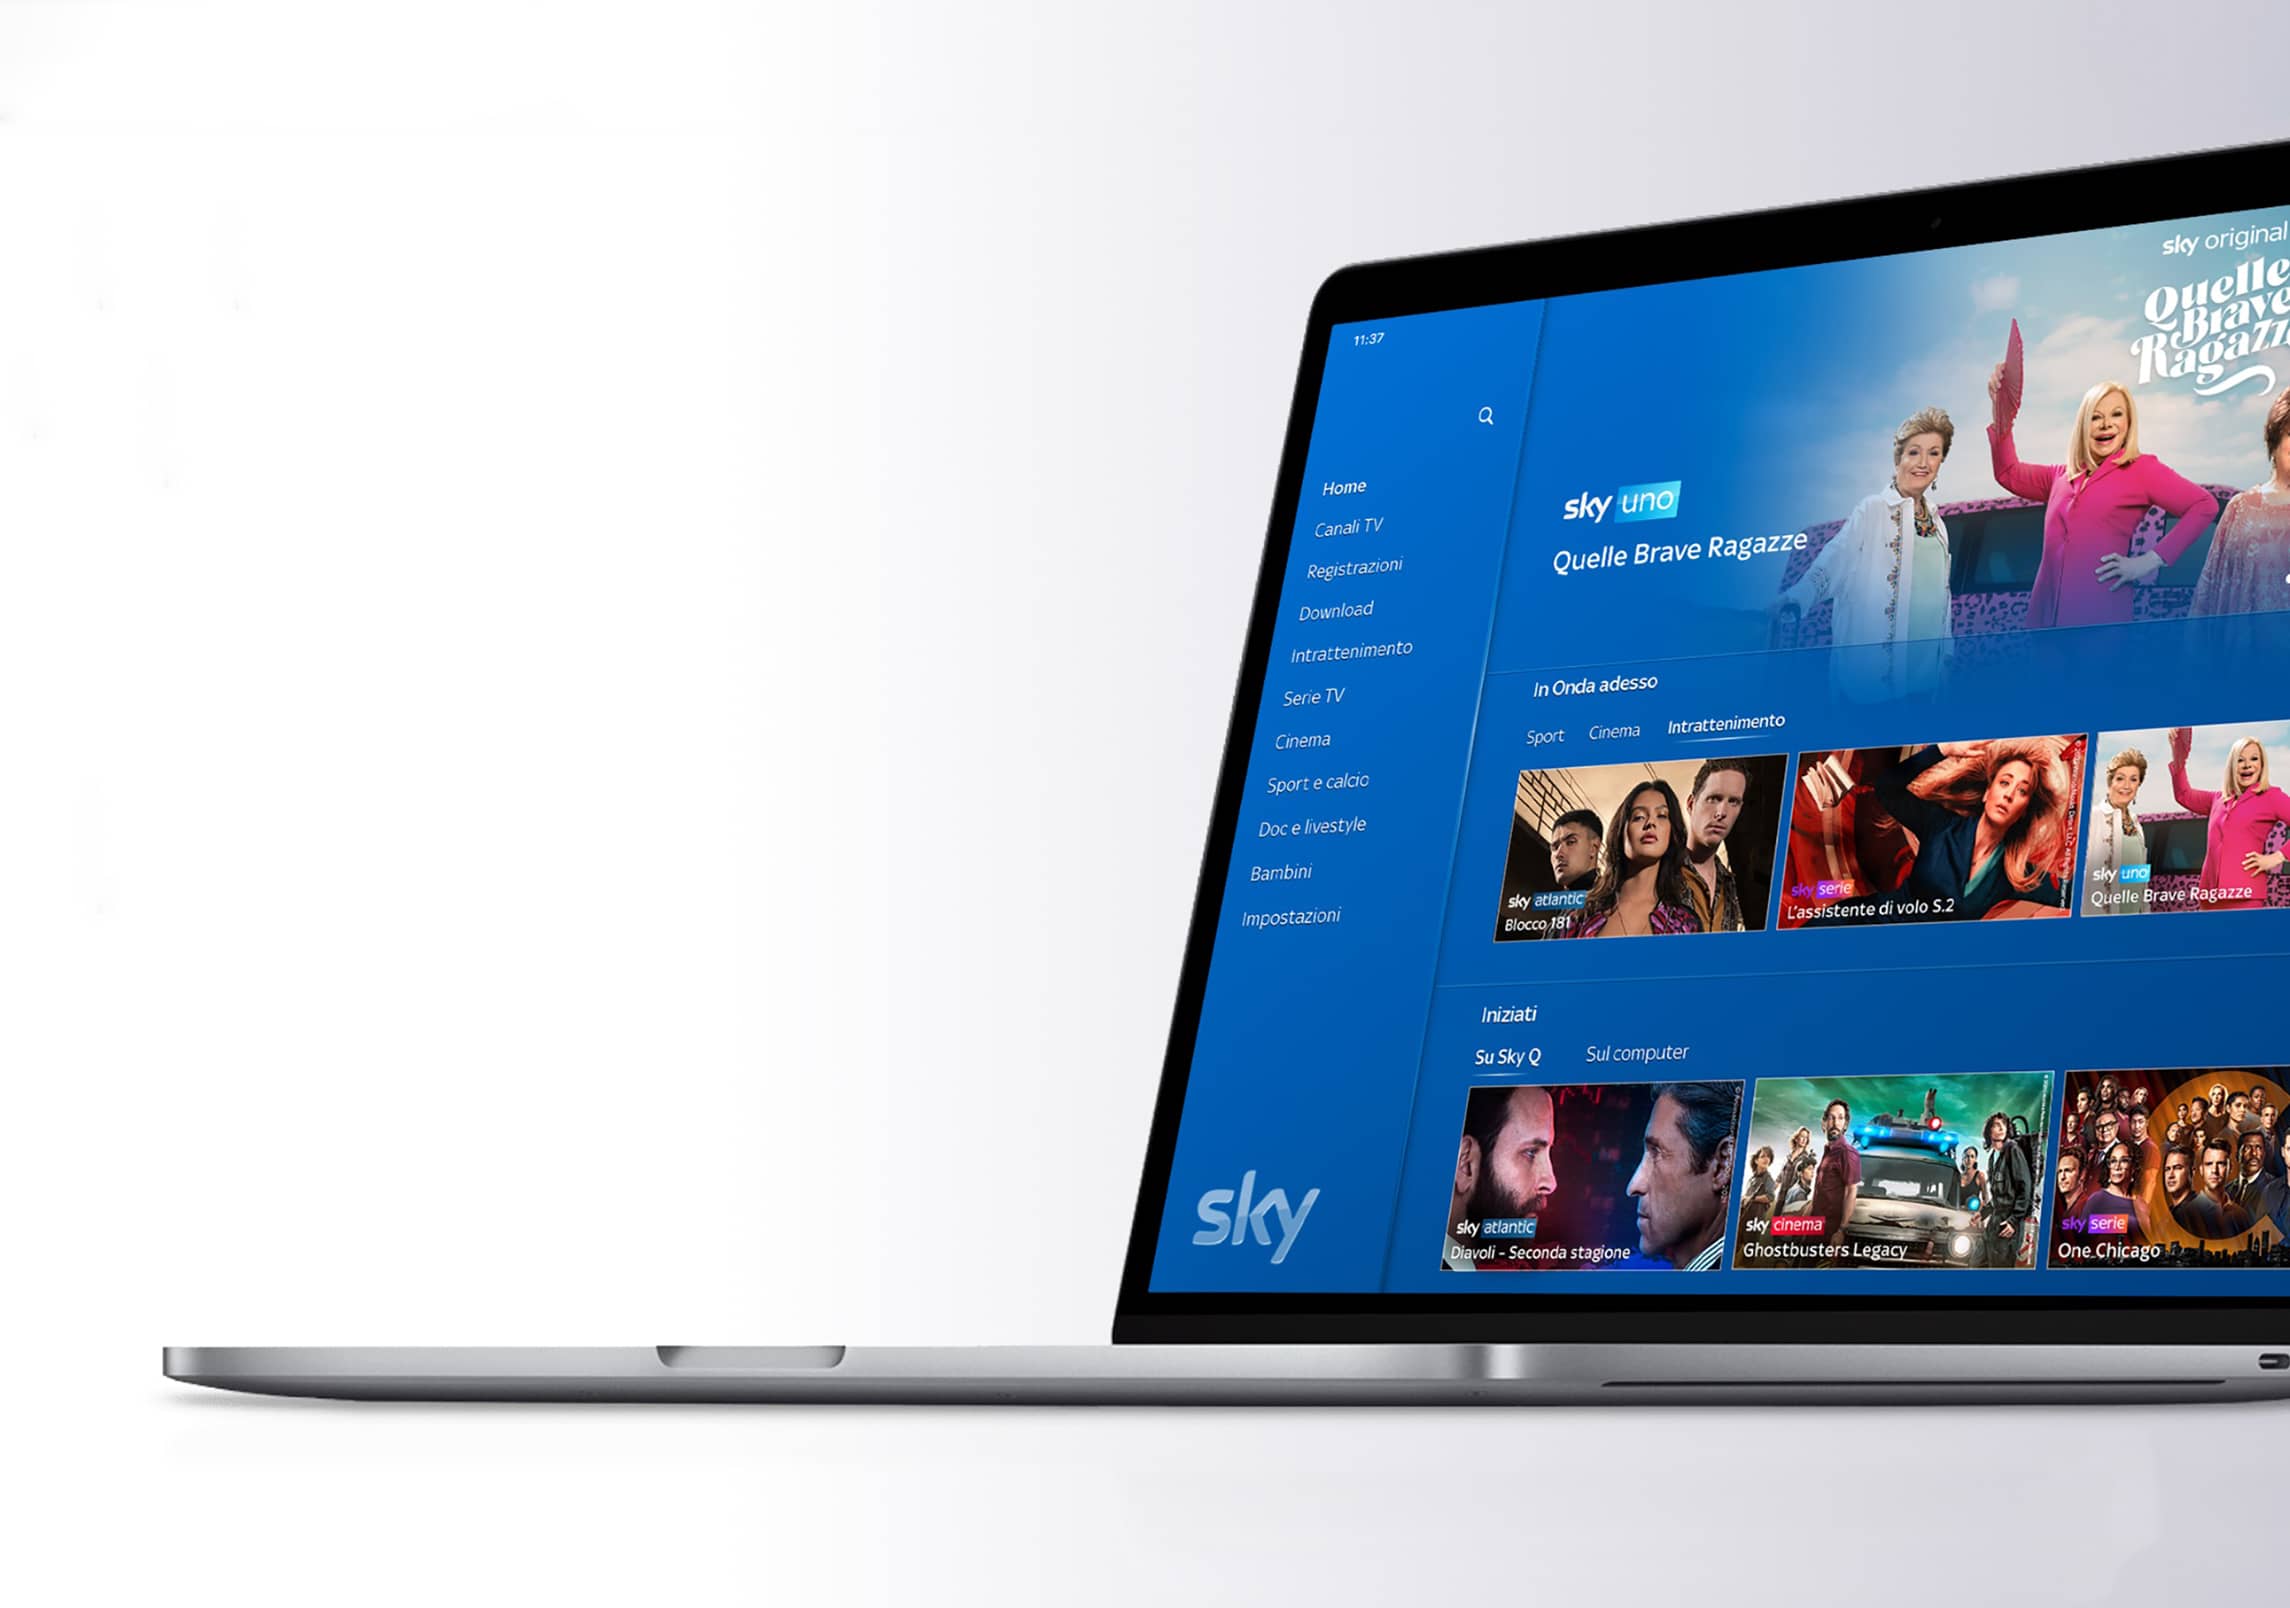 11:37
Home
Canali TV
Registrazioni
Download
Intrattenimento
Serie TV
Cinema
Sport e calcio
Doc e livestyle
Bambini
Impostazioni
sky
sky original
Quelle
Brave
Ragazz
sky uno
Quelle Brave Ragazze
In Onda adesso
Sport Cinema Intrattenimento
sky atlantic
Blocco 181
sky serie
L'assistente di volo S.2
sky uno
Quelle Brave Ragazze
Iniziati
Su Sky Q Sul computer
sky atlantic
Diavoli - Seconda stagione
sky cinema
Ghostbusters Legacy
sky serie
One Chicago